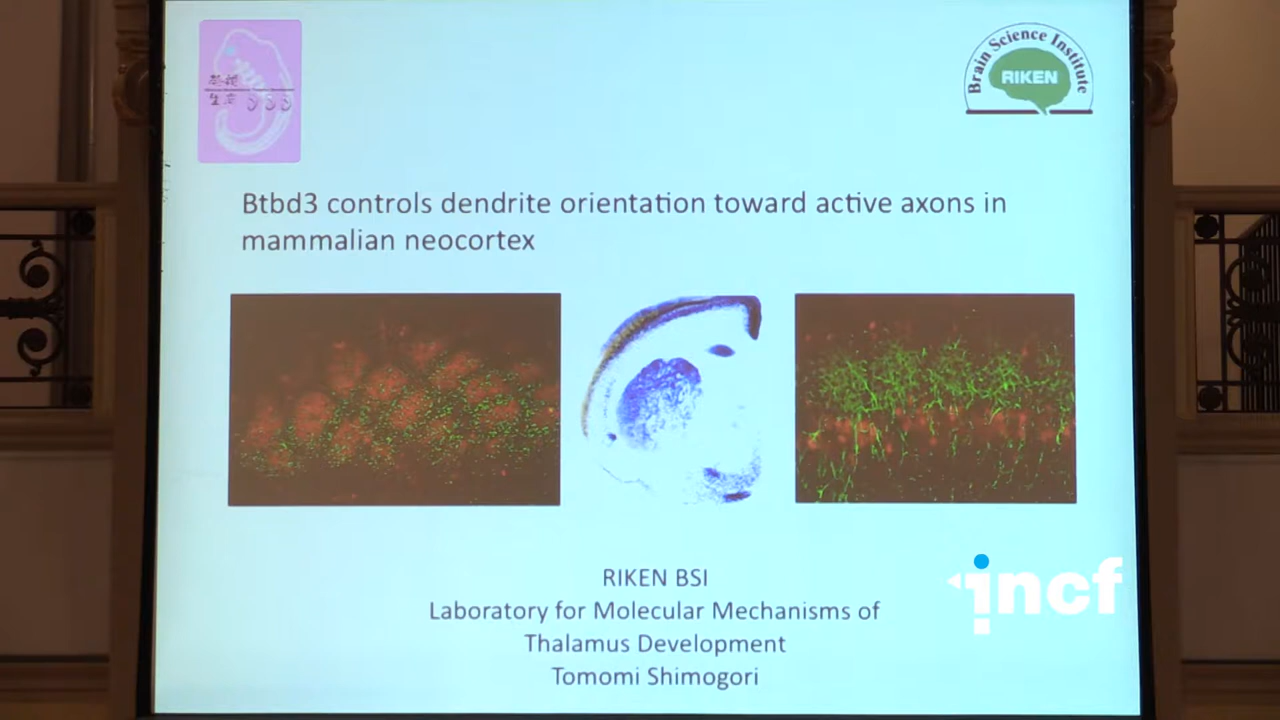 Brain Science Institute
RIKEN
Btbd3 controls dendrite orientation toward active axons in
mammalian neocortex
RIKEN BSI
Laboratory for Molecular Mechanisms of
Thalamus Development
Tomomi Shimogori
incf